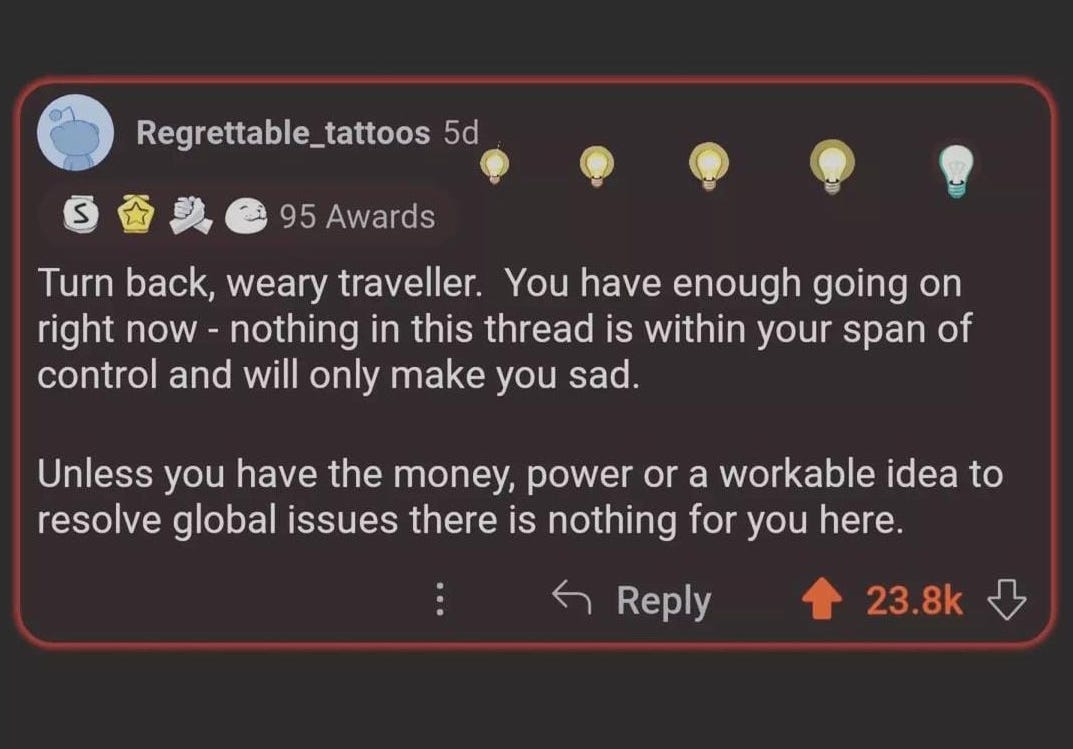 Regrettable_tattoos 5d
95 Awards
Turn back, weary traveller.  You have enough going on
right now - nothing in this thread is within your span of
control and will only make you sad.
Unless you have the money, power or a workable idea to
resolve global issues there is nothing for you here.
Reply 23.8k